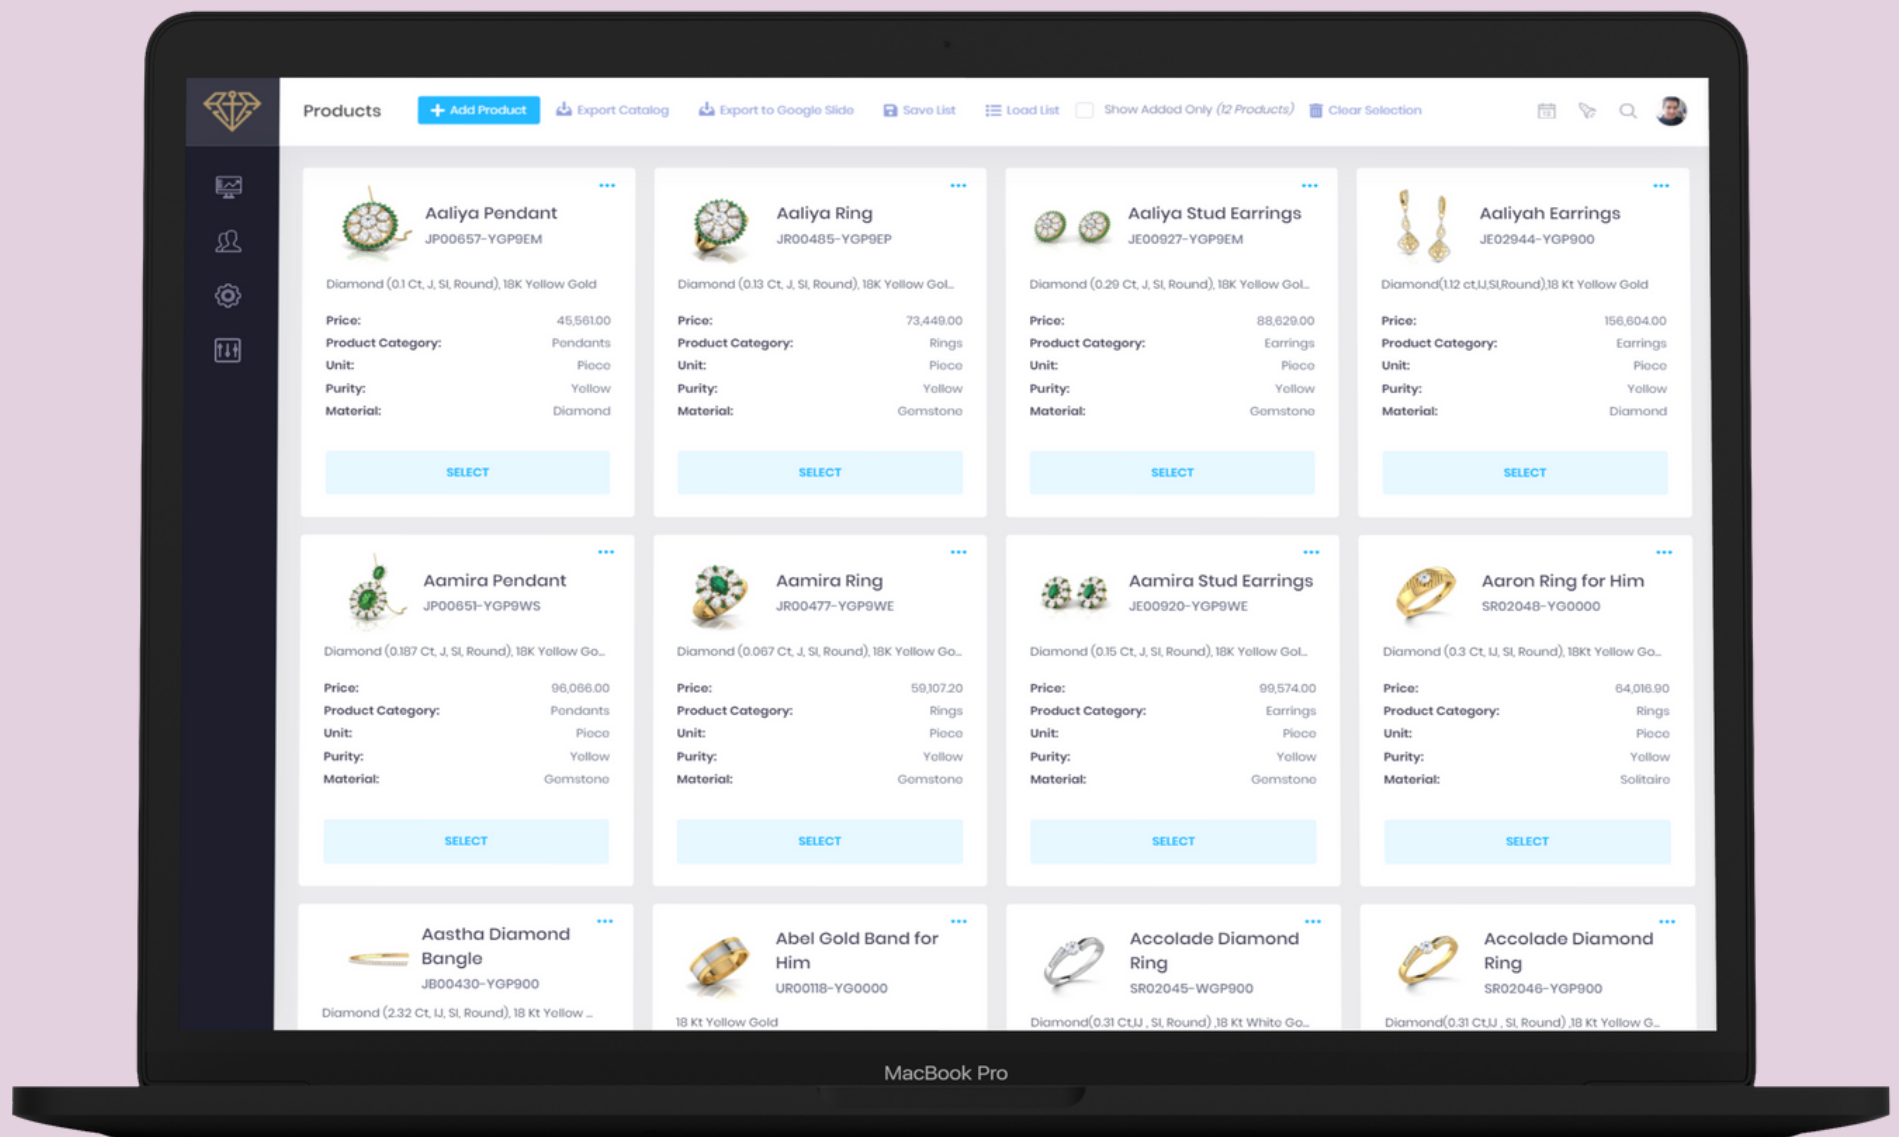 Products
+ Add Product
Export Catalog
Export to Google Slide
Save List
Load List
Show Added Only (12 Products)
Clear Selection
Aaliya Pendant
JP00657-YGP9EM
Diamond (0.1 Ct, J, SI, Round), 18K Yellow Gold
Price: 45,561.00
Product Category: Pendants
Unit: Piece
Purity: Yellow
Material: Diamond
SELECT
Aaliya Ring
JR00485-YGP9EP
Diamond (0.13 Ct, J, SI, Round), 18K Yellow Gol...
Price: 73,449.00
Product Category: Rings
Unit: Piece
Purity: Yellow
Material: Gemstone
SELECT
Aaliya Stud Earrings
JE00927-YGP9EM
Diamond (0.29 Ct, J, SI, Round), 18K Yellow Gol...
Price: 88,629.00
Product Category: Earrings
Unit: Piece
Purity: Yellow
Material: Gemstone
SELECT
Aaliyah Earrings
JE02944-YGP900
Diamond(1.12 ct,IJ,SI,Round),18 Kt Yellow Gold
Price: 156,604.00
Product Category: Earrings
Unit: Piece
Purity: Yellow
Material: Diamond
SELECT
Aamira Pendant
JP00651-YGP9WS
Diamond (0.187 Ct, J, SI, Round), 18K Yellow Go...
Price: 96,066.00
Product Category: Pendants
Unit: Piece
Purity: Yellow
Material: Gemstone
SELECT
Aamira Ring
JR00477-YGP9WE
Diamond (0.067 Ct, J, SI, Round), 18K Yellow Go...
Price: 59,107.20
Product Category: Rings
Unit: Piece
Purity: Yellow
Material: Gemstone
SELECT
Aamira Stud Earrings
JE00920-YGP9WE
Diamond (0.15 Ct, J, SI, Round), 18K Yellow Gol...
Price: 99,574.00
Product Category: Earrings
Unit: Piece
Purity: Yellow
Material: Gemstone
SELECT
Aaron Ring for Him
SR02048-YG0000
Diamond (0.3 Ct, IJ, SI, Round), 18Kt Yellow Go...
Price: 64,016.90
Product Category: Rings
Unit: Piece
Purity: Yellow
Material: Solitaire
SELECT
Aastha Diamond
Bangle
JB00430-YGP900
Diamond (2.32 Ct, IJ, SI, Round), 18 Kt Yellow ...
Abel Gold Band for
Him
UR00118-YG0000
18 Kt Yellow Gold
Accolade Diamond
Ring
SR02045-WGP900
Diamond(0.31 Ct,IJ , SI, Round) ,18 Kt White Go...
Accolade Diamond
Ring
SR02046-YGP900
Diamond(0.31 Ct,IJ , SI, Round) ,18 Kt Yellow G...
MacBook Pro